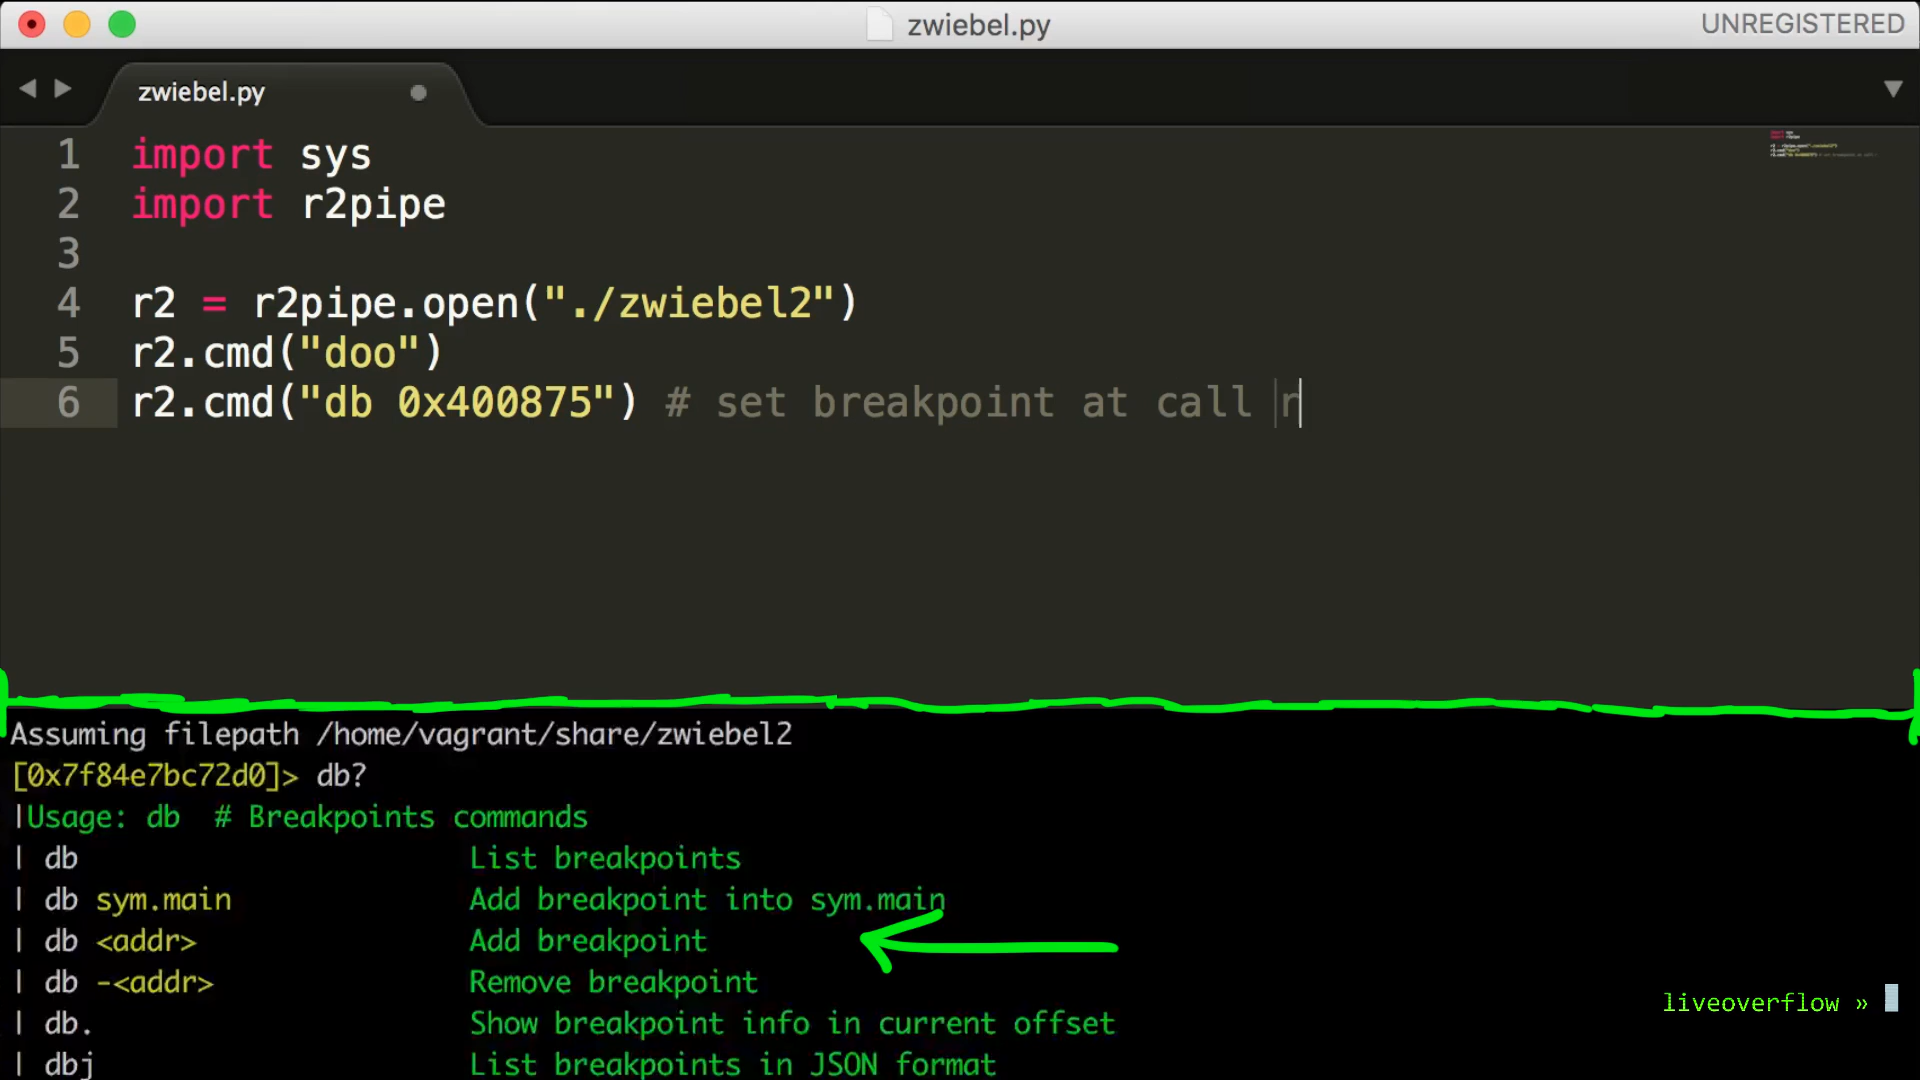 zwiebel.py
UNREGISTERED
zwiebel.py
1 import sys
2 import r2pipe
3
4 r2 = r2pipe.open("./zwiebel2")
5 r2.cmd("doo")
6 r2.cmd("db 0x400875") # set breakpoint at call r
Assuming filepath /home/vagrant/share/zwiebel2
[0x7f84e7bc72d0]> db?
|Usage: db # Breakpoints commands
| db List breakpoints
| db sym.main Add breakpoint into sym.main
| db <addr> Add breakpoint
| db -<addr> Remove breakpoint
| db. Show breakpoint info in current offset
| dbj List breakpoints in JSON format
liveoverflow »